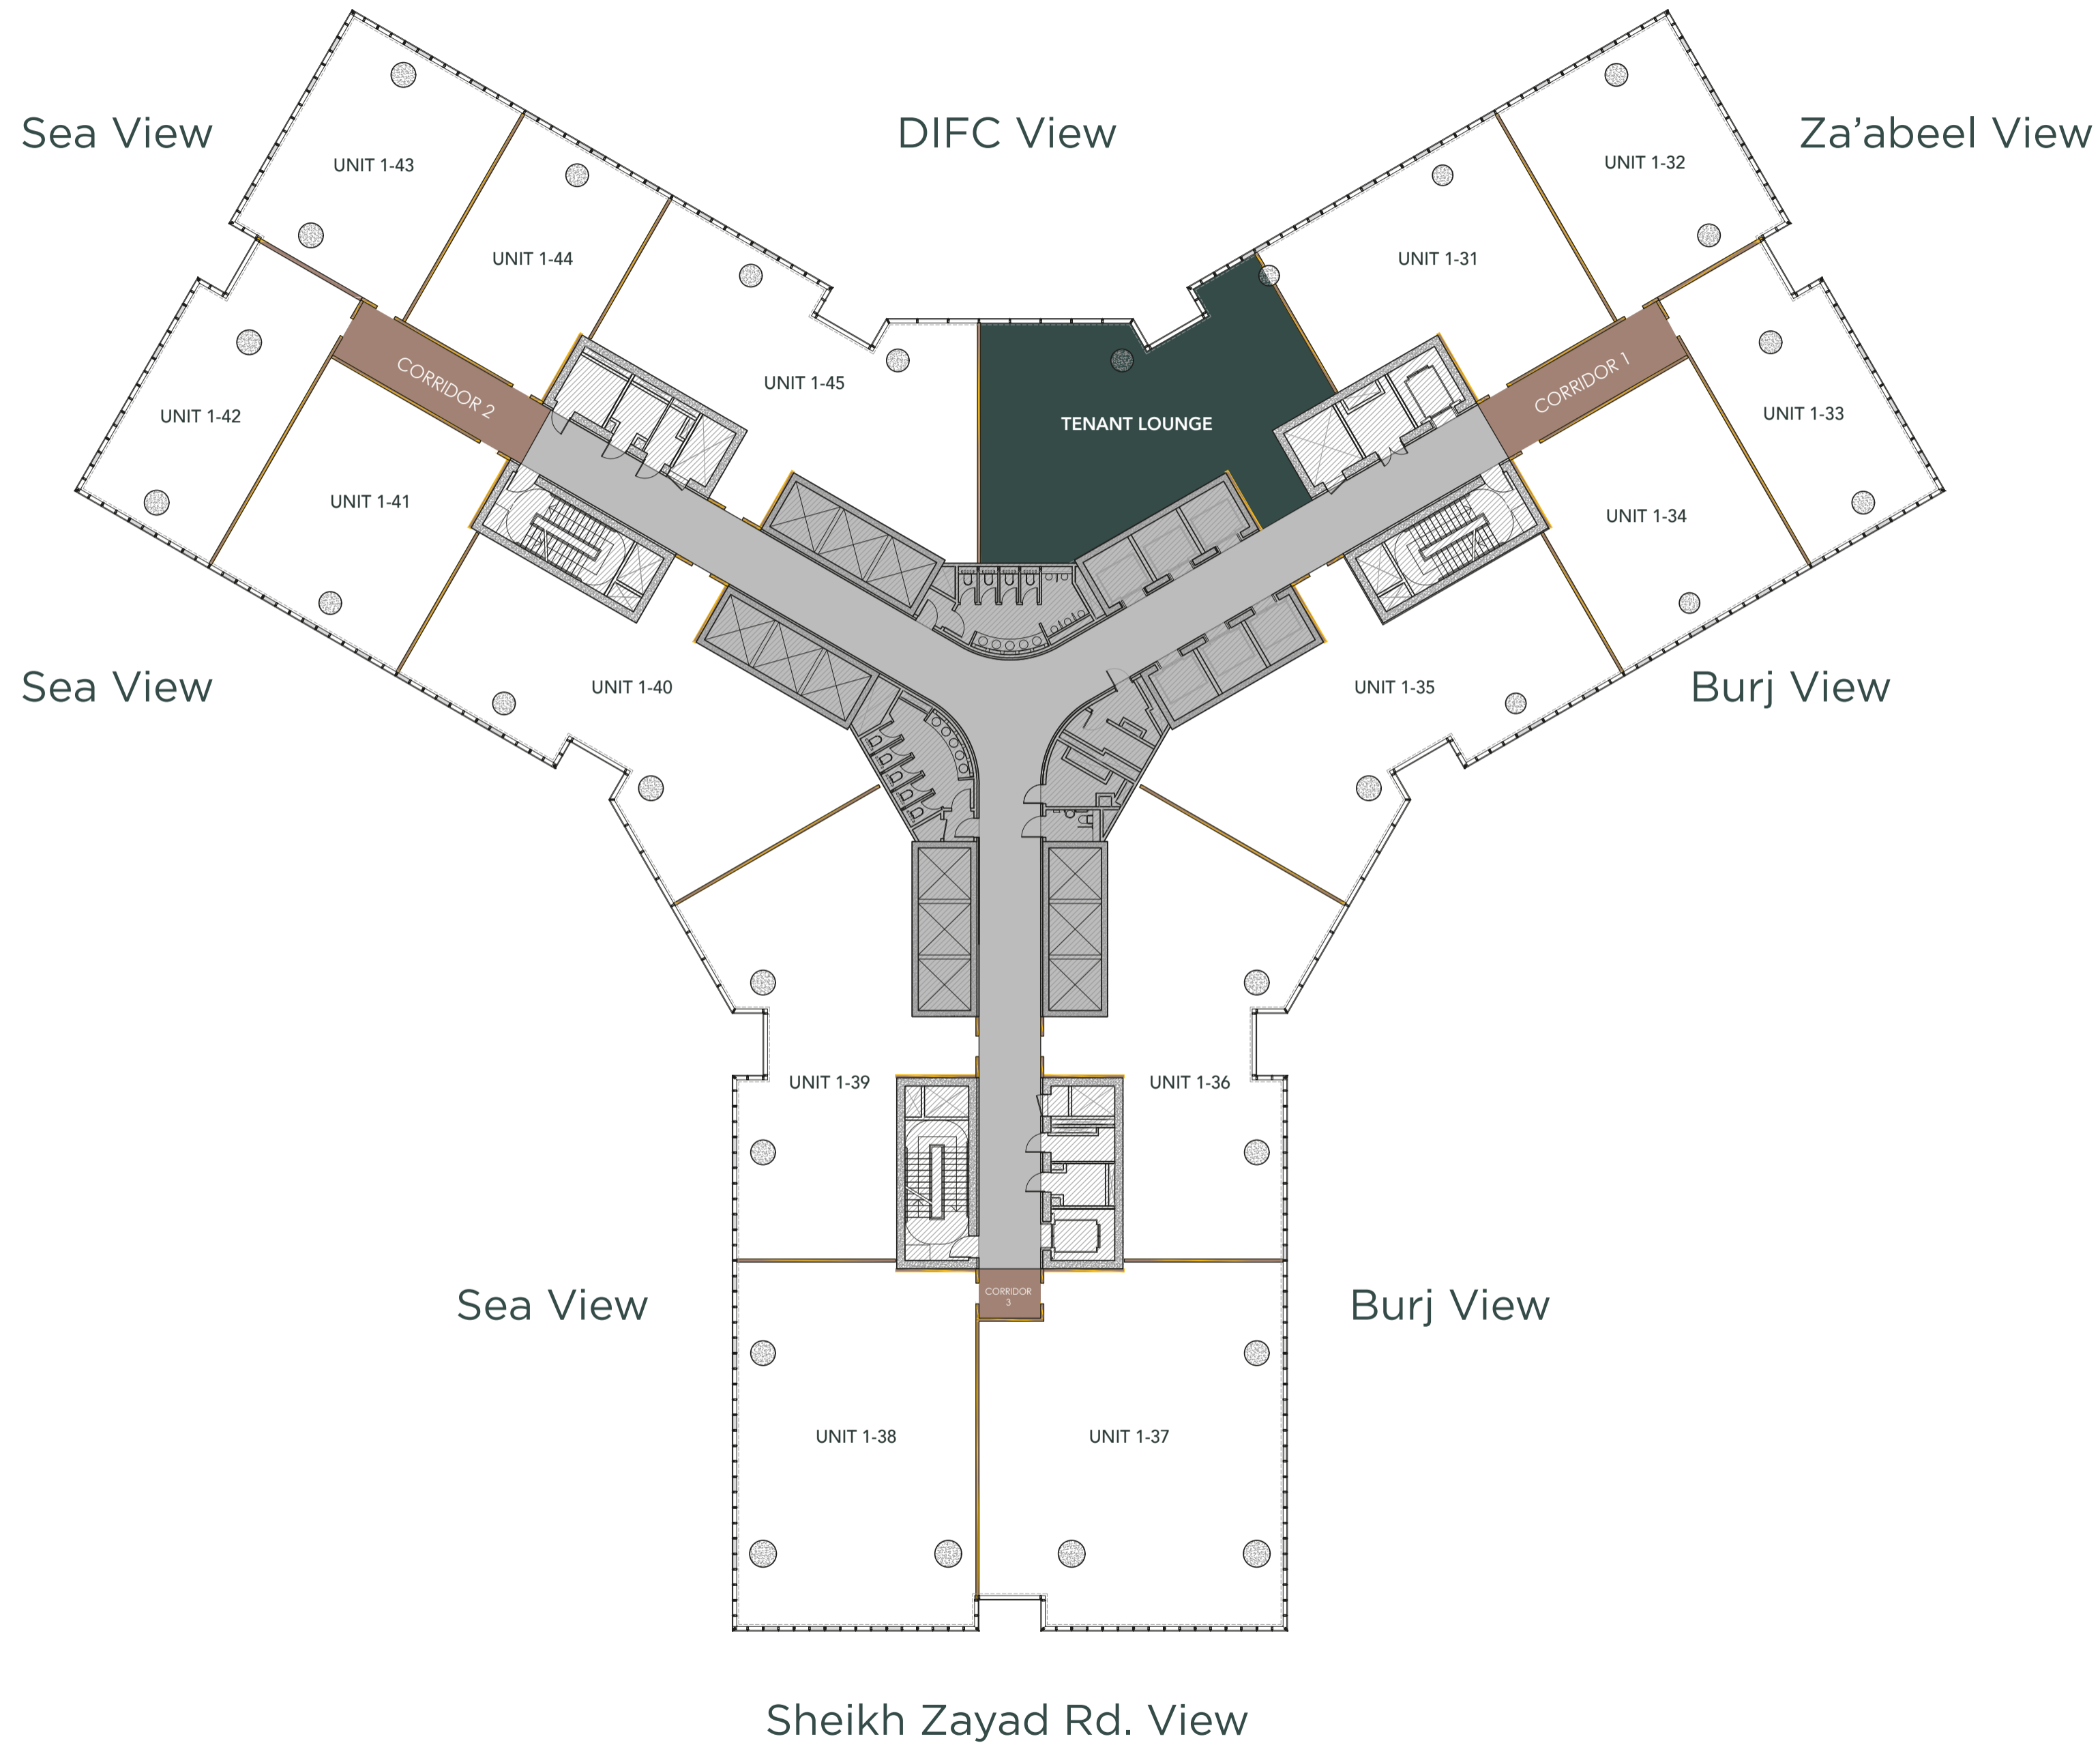 Sea View
DIFC View
Za’abeel View
UNIT 1-43
UNIT 1-32
UNIT 1-44
UNIT 1-31
CORRIDOR 2
UNIT 1-45
CORRIDOR 1
UNIT 1-42
TENANT LOUNGE
UNIT 1-33
UNIT 1-41
UNIT 1-34
Sea View
UNIT 1-40
UNIT 1-35
Burj View
UNIT 1-39
UNIT 1-36
Sea View
CORRIDOR
3
Burj View
UNIT 1-38
UNIT 1-37
Sheikh Zayad Rd. View